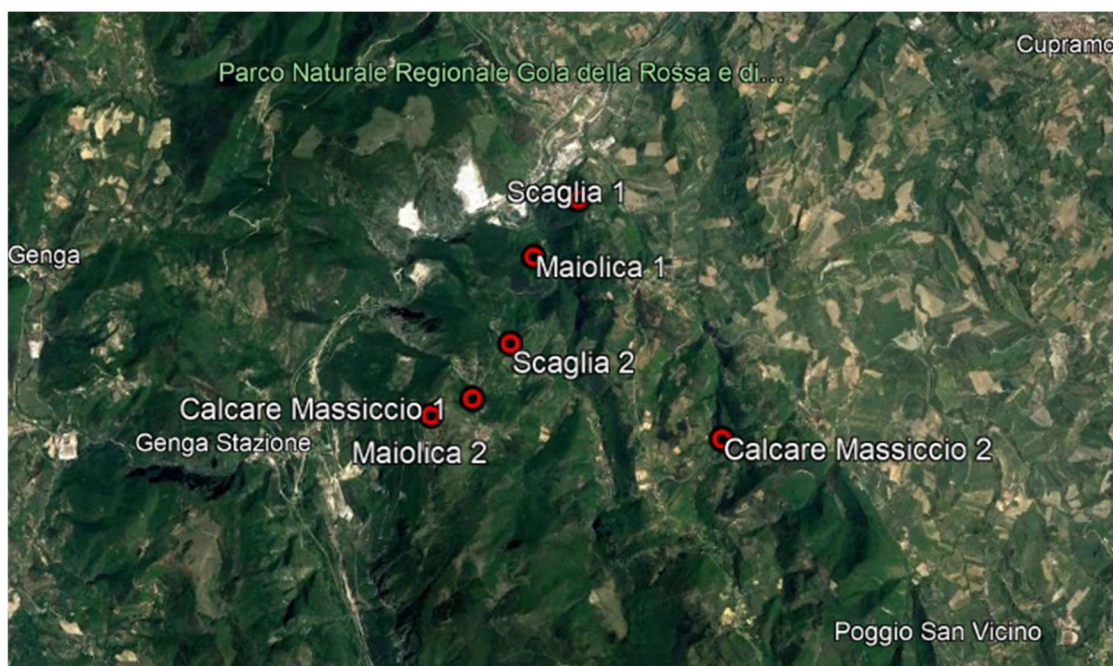 Cupramo
Parco Naturale Regionale Gola della Rossa e di...
Scaglia 1
Genga
Maiolica 1
Scaglia 2
Calcare Massiccio 1
Genga Stazione
Maiolica 2
Calcare Massiccio 2
Poggio San Vicino